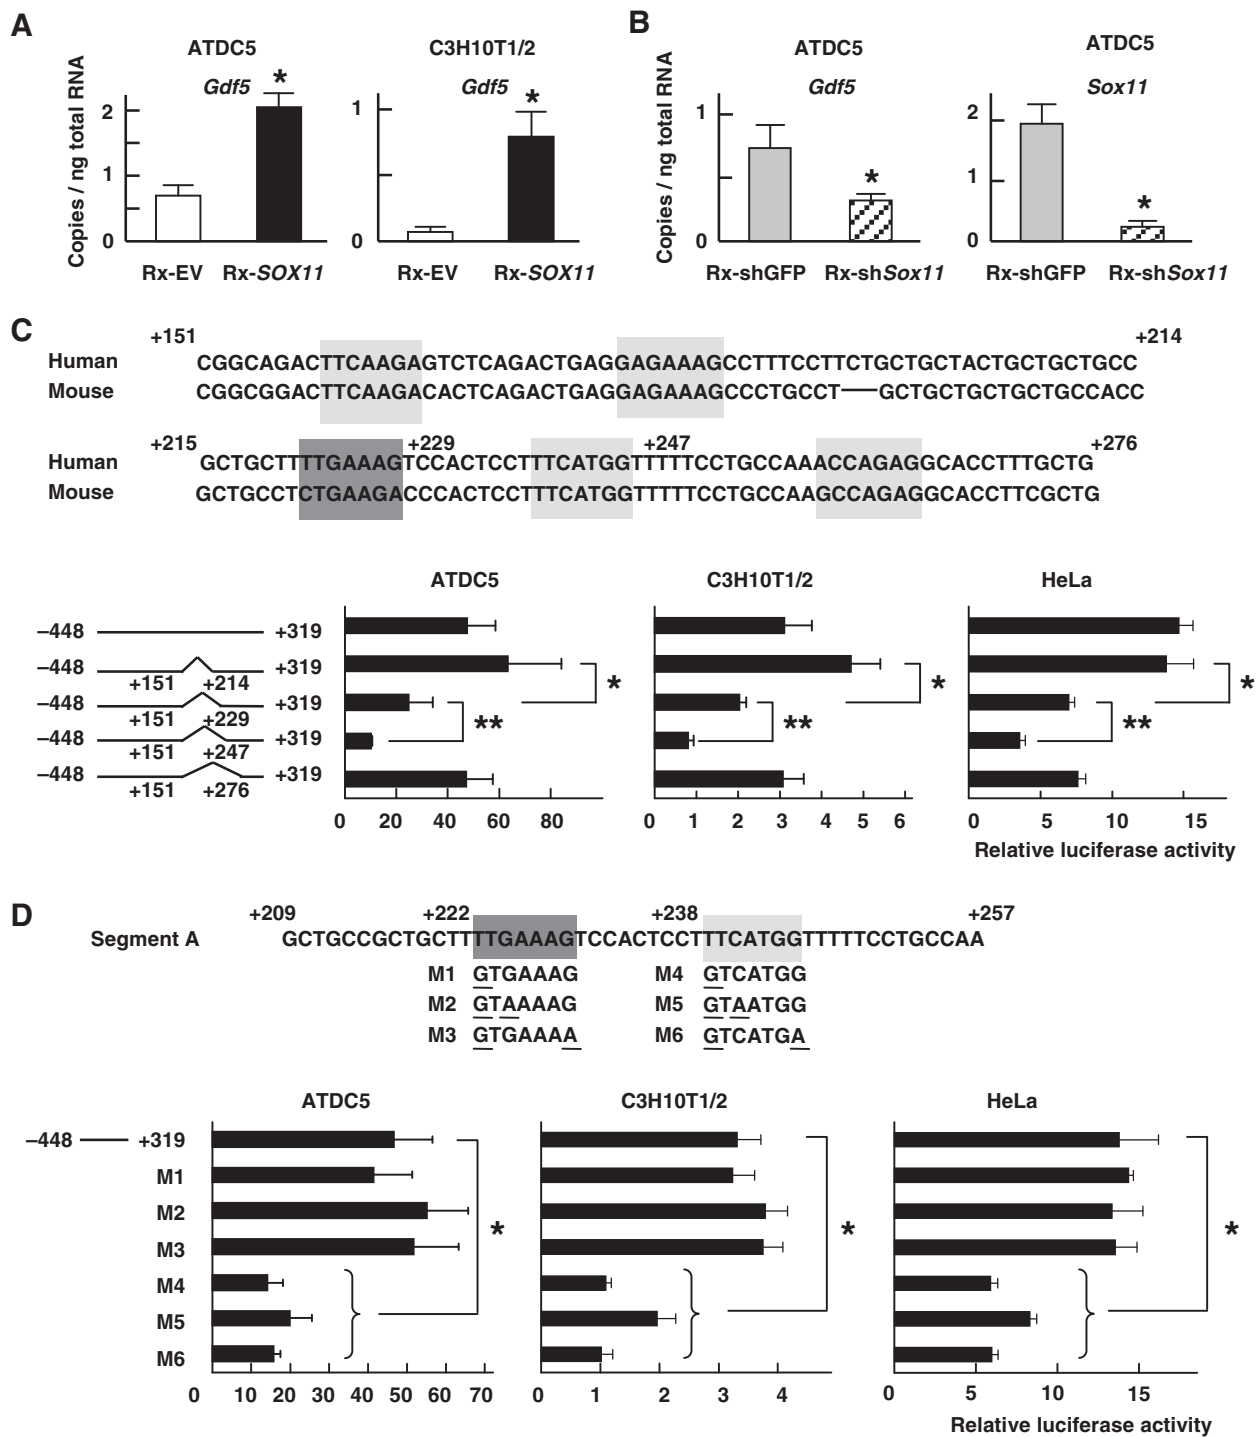 A
ATDC5
C3H10T1/2
Gdf5
*
Gdf5
*
Copies / ng total RNA
2
1
0
1
0
Rx-EV Rx-SOX11
Rx-EV Rx-SOX11
B
ATDC5
ATDC5
Gdf5
Sox11
Copies / ng total RNA
1
0
*
2
1
0
*
Rx-shGFP Rx-shSox11
Rx-shGFP Rx-shSox11
C
+151
+214
Human CGGCAGACTTCAAGAGTCTCAGACTGAGGAGAAAGCCTTTCCTTCTGCTGCTACTGCTGCTGCC
Mouse CGGCGGACTTCAAGACACTCAGACTGAGGAGAAAGCCCTGCCT—GCTGCTGCTGCTGCCACC
+215 +229 +247 +276
Human GCTGCTTTTGAAAGTCCACTCCTTTCATGGTTTTTCCTGCCAAACCAGAGGCACCTTTGCTG
Mouse GCTGCCTCTGAAGACCCACTCCTTTCATGGTTTTTCCTGCCAAGCCAGAGGCACCTTCGCTG
ATDC5
C3H10T1/2
HeLa
–448 +319
–448 +319
+151 +214
–448 +319
+151 +229
–448 +319
+151 +247
–448 +319
+151 +276
*
**
*
**
*
**
0 20 40 60 80
0 1 2 3 4 5 6
0 5 10 15
Relative luciferase activity
D
+209 +222 +238 +257
Segment A GCTGCCGCTGCTTTTGAAAGTCCACTCCTTTCATGGTTTTTCCTGCCAA
M1 GTGAAAG M4 GTCATGG
M2 GTAAAAG M5 GTAATGG
M3 GTGAAAA M6 GTCATGA
ATDC5
C3H10T1/2
HeLa
–448 +319
M1
M2
M3
M4
M5
M6
*
*
*
0 10 20 30 40 50 60 70
0 1 2 3 4
0 5 10 15
Relative luciferase activity